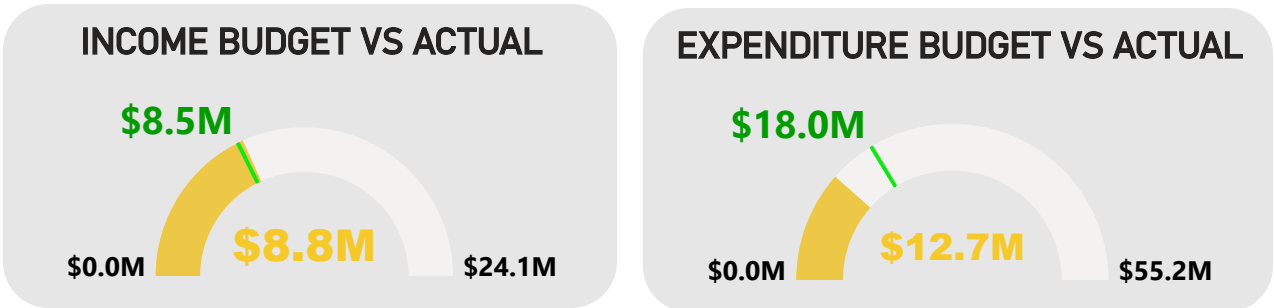 INCOME BUDGET VS ACTUAL
$8.5M
$8.8M
$0.0M
$24.1M
EXPENDITURE BUDGET VS ACTUAL
$18.0M
$12.7M
$0.0M
$55.2M